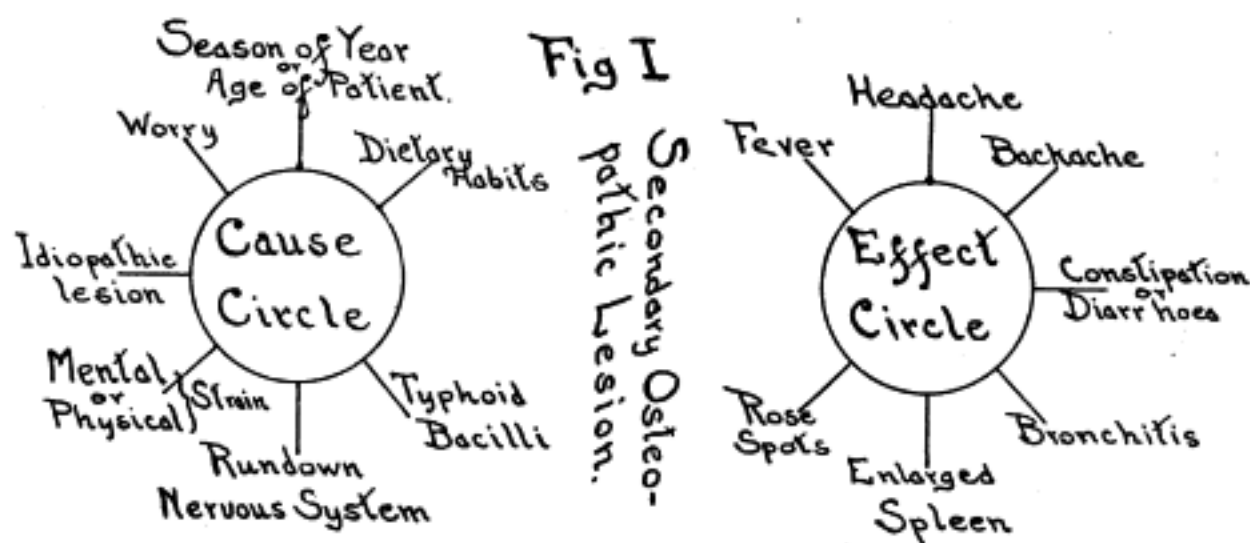 Fig I
Season of Year
or
Age of Patient.
Dietary
Habits
Typhoid
Bacilli
Rundown
Nervous System
Mental
or
Physical } Strain
Idiopathic
lesion
Worry
Cause
Circle
Secondary Osteo-
pathic Lesion.
Headache
Backache
Constipation
or
Diarrhoea
Bronchitis
Enlarged
Spleen
Rose
Spots
Fever
Effect
Circle